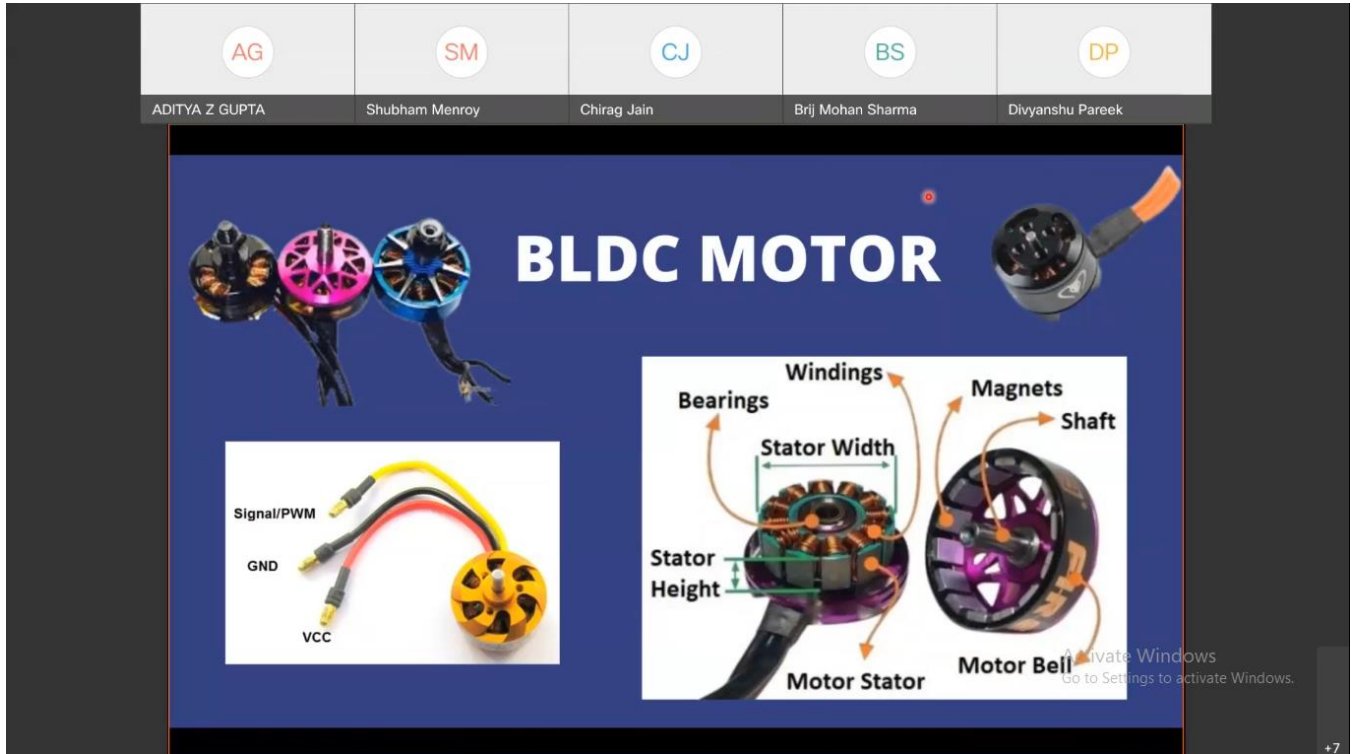 AG
SM
CJ
BS
DP
ADITYA Z GUPTA
Shubham Menroy
Chirag Jain
Brij Mohan Sharma
Divyanshu Pareek
BLDC MOTOR
Signal/PWM
GND
VCC
Windings
Bearings
Magnets
Shaft
Stator Width
Stator
Height
Motor Stator
Motor Bell
Activate Windows
Go to Settings to activate Windows.
+7